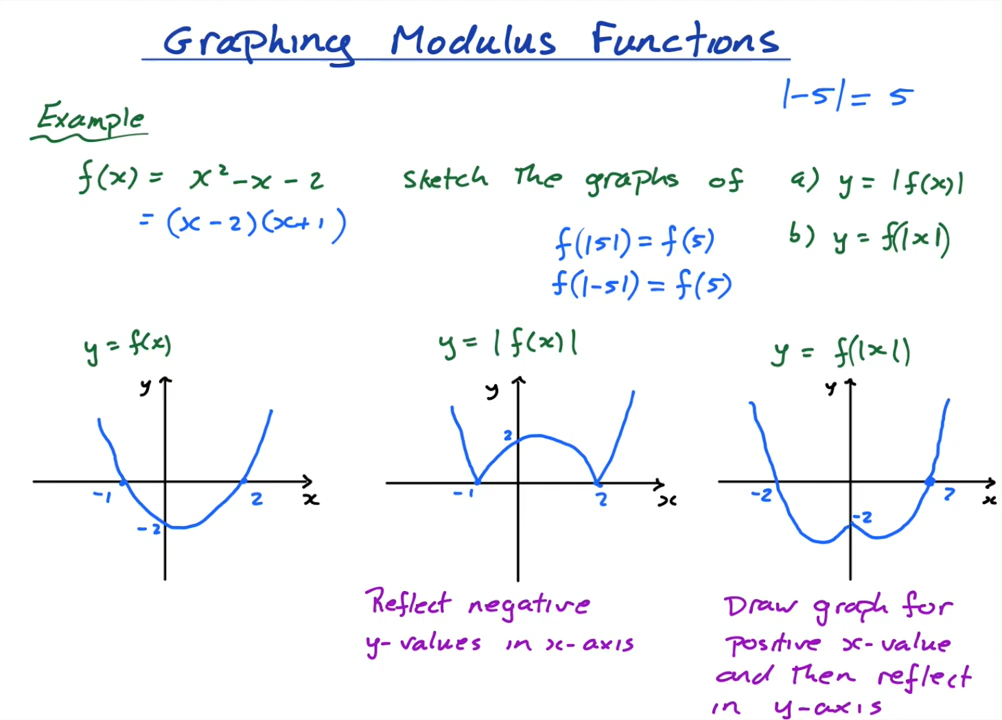 Graphing Modulus Functions
|-5| = 5
Example
f(x) = x² - x - 2 sketch the graphs of a) y = |f(x)|
= (x - 2)(x + 1) b) y = f(|x|)
f(|5|) = f(5)
f(|-5|) = f(5)
y = f(x)
y
-1
2
x
-2
y = |f(x)|
y
2
-1
2
x
Reflect negative
y-values in x-axis
y = f(|x|)
y
-2
2
x
-2
Draw graph for
positive x-value
and then reflect
in y-axis